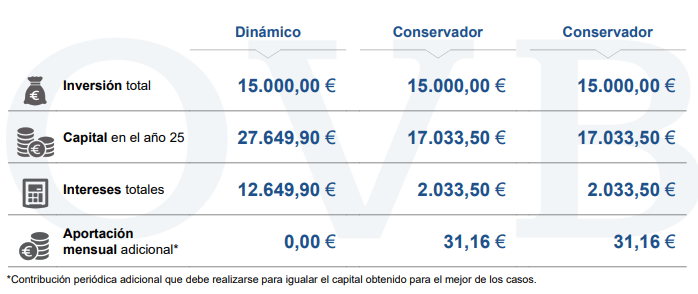 OVB
Dinámico Conservador Conservador
Inversión total 15.000,00 € 15.000,00 € 15.000,00 €
Capital en el año 25 27.649,90 € 17.033,50 € 17.033,50 €
Intereses totales 12.649,90 € 2.033,50 € 2.033,50 €
Aportación
mensual adicional* 0,00 € 31,16 € 31,16 €
*Contribución periódica adicional que debe realizarse para igualar el capital obtenido para el mejor de los casos.